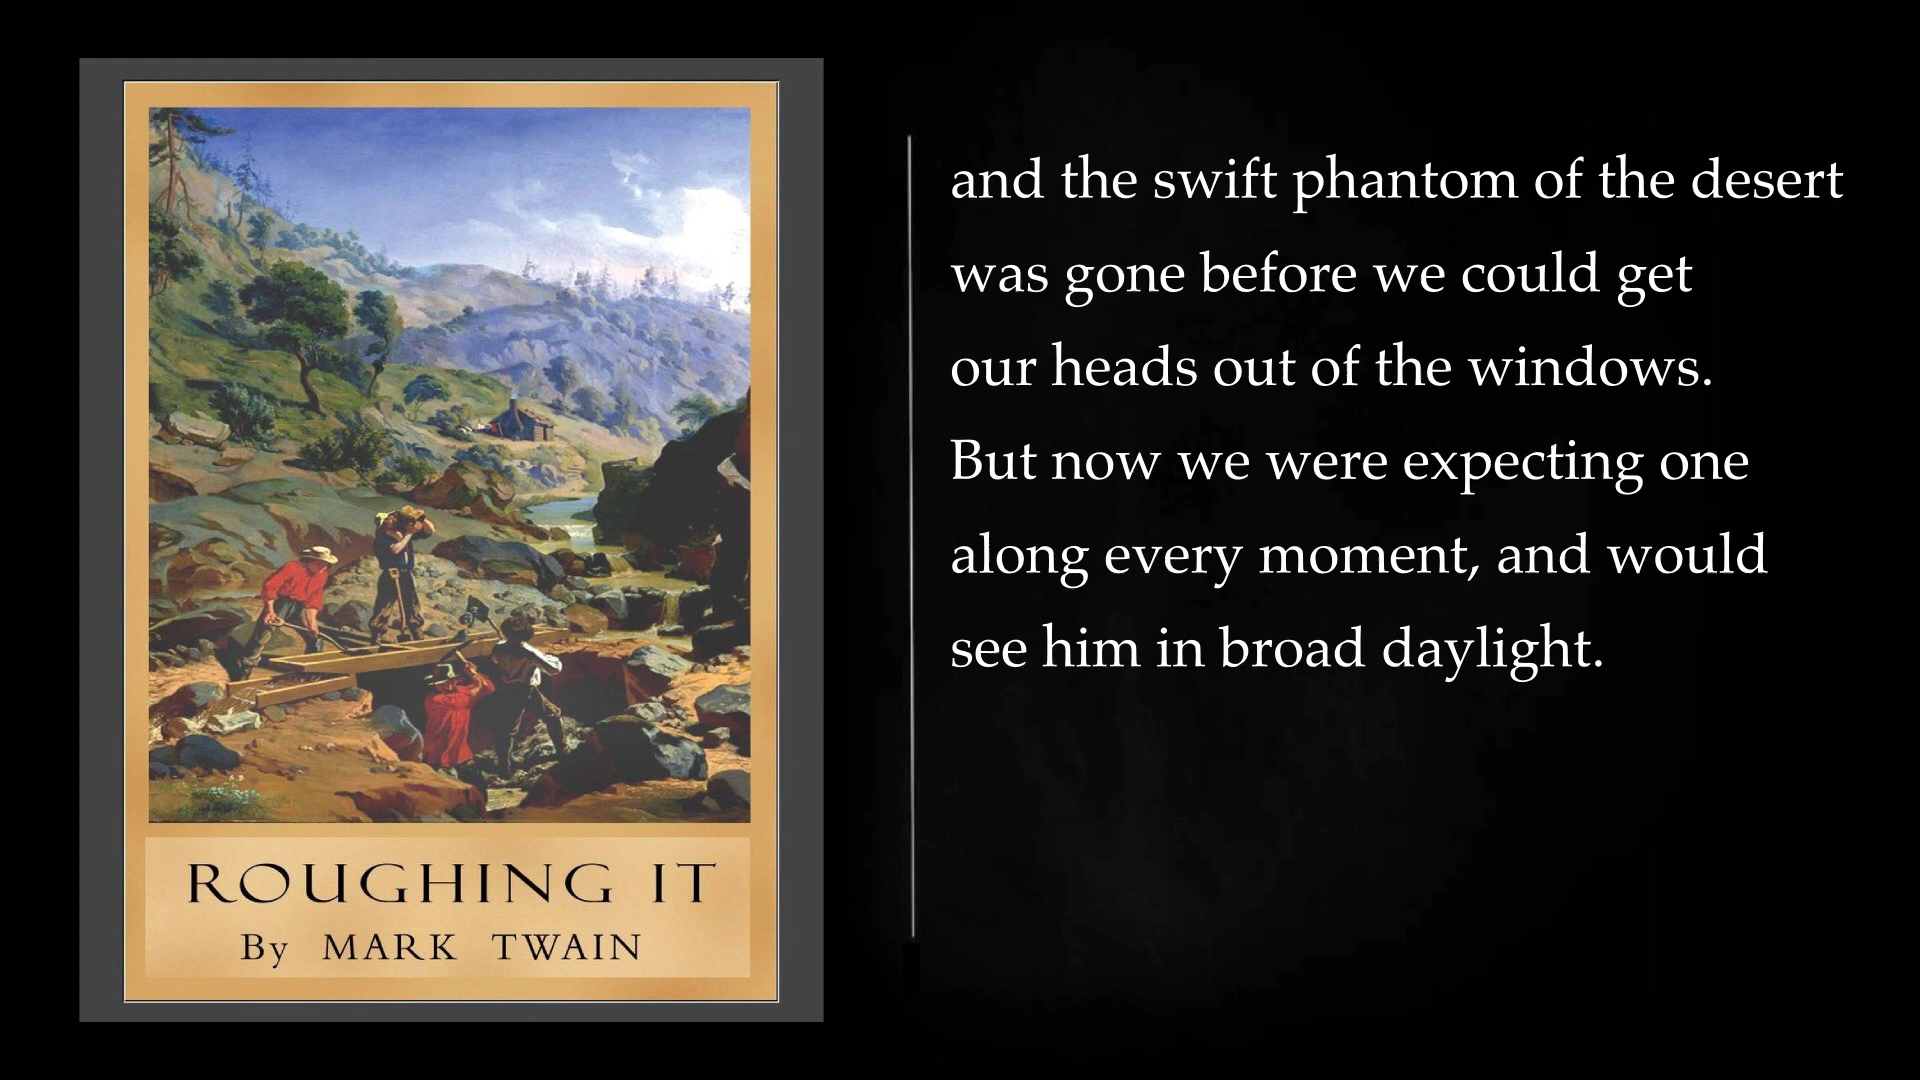 ROUGHING IT
By MARK TWAIN
and the swift phantom of the desert
was gone before we could get
our heads out of the windows.
But now we were expecting one
along every moment, and would
see him in broad daylight.